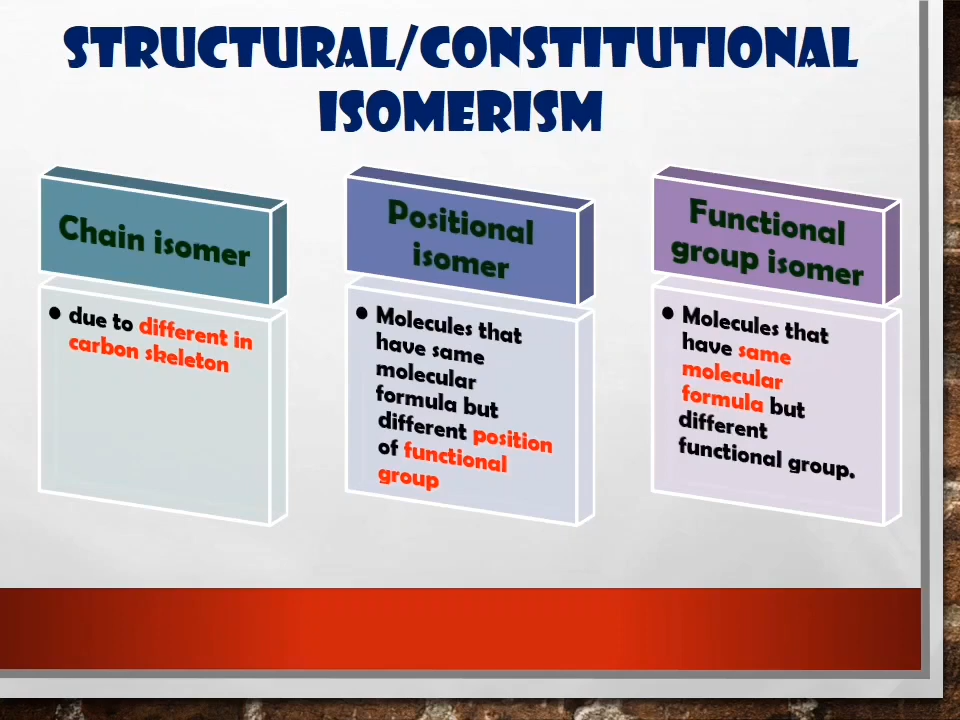 STRUCTURAL/CONSTITUTIONAL
ISOMERISM
Chain isomer
• due to different in
carbon skeleton
Positional
isomer
• Molecules that
have same
molecular
formula but
different position
of functional
group
Functional
group isomer
• Molecules that
have same
molecular
formula but
different
functional group.